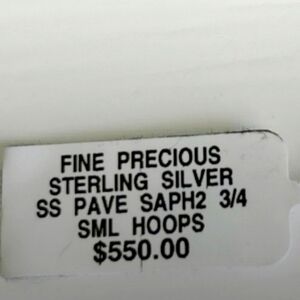 FINE PRECIOUS
STERLING SILVER
SS PAVE SAPH2 3/4
SML HOOPS
$550.00